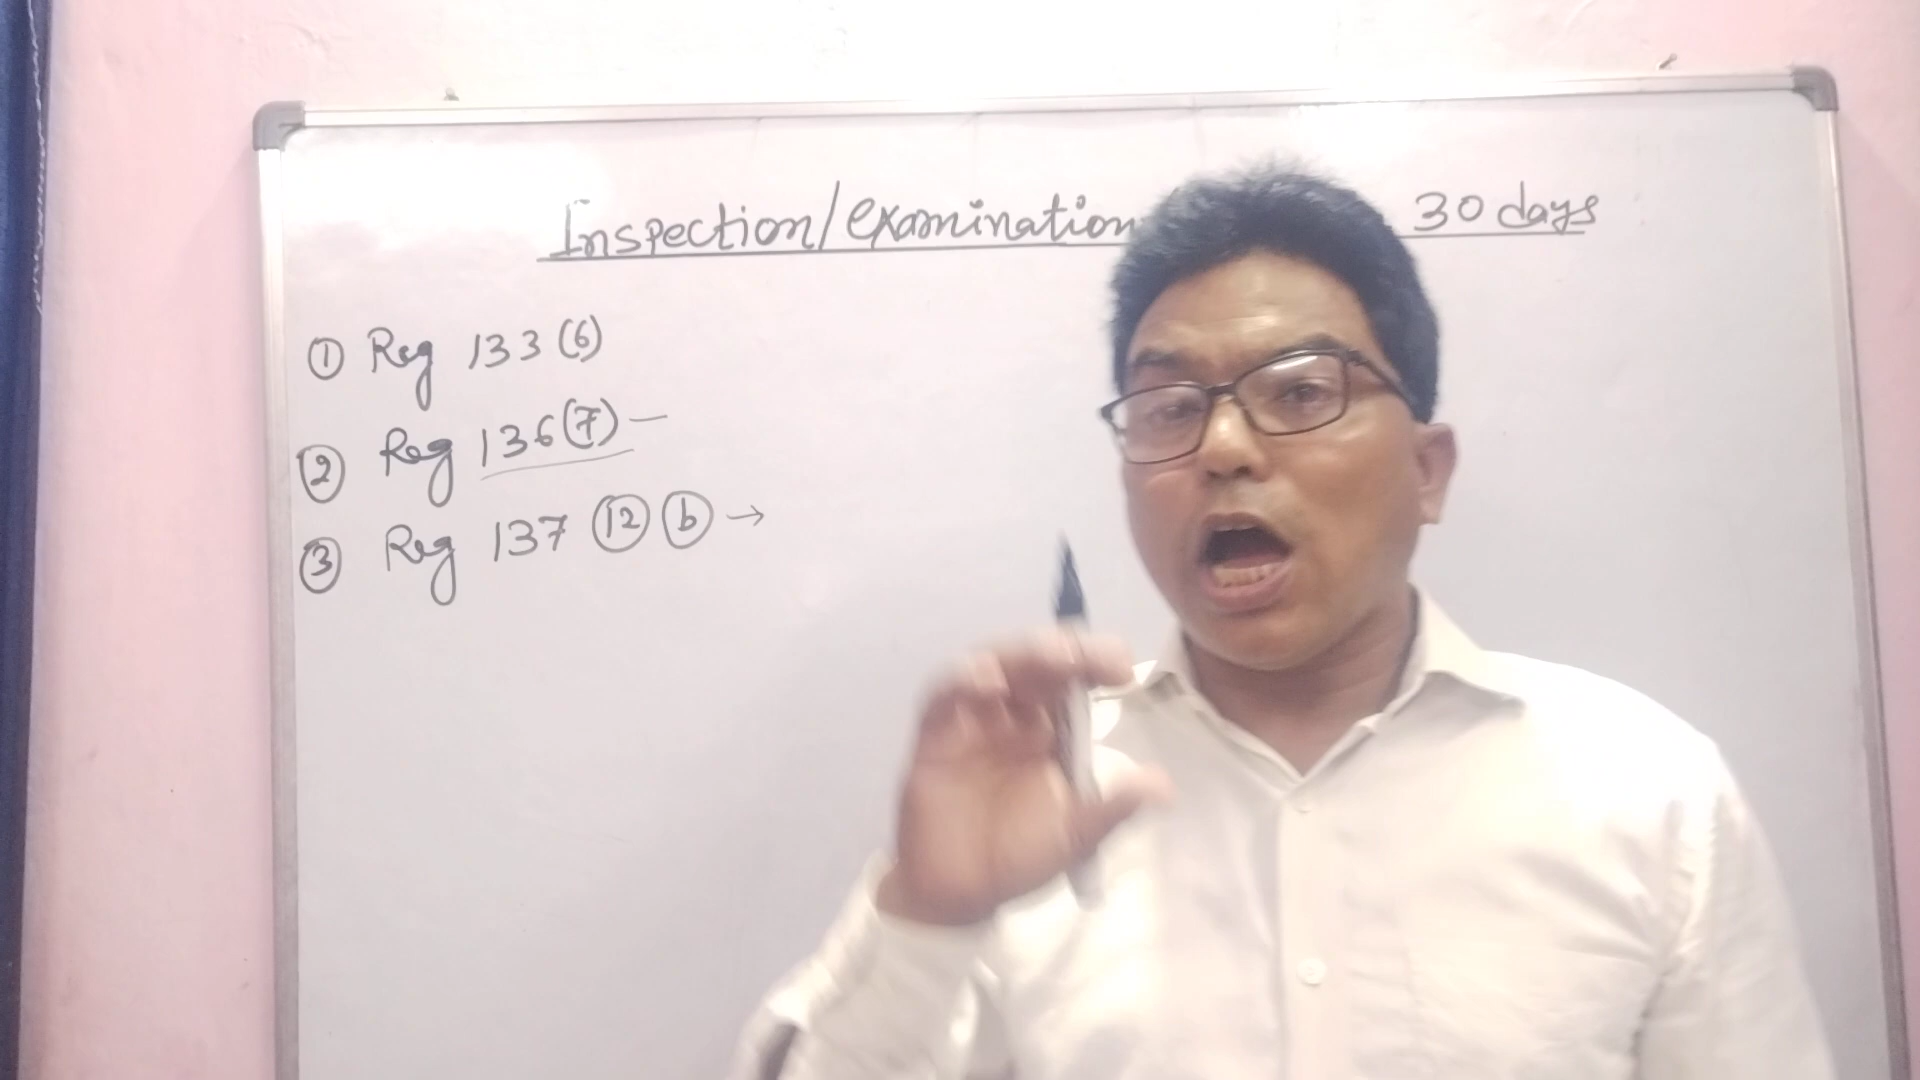 Inspection/examination 30 days
① Reg 133(6)
② Reg 136(7) —
③ Reg 137 ⑫ ⓑ →